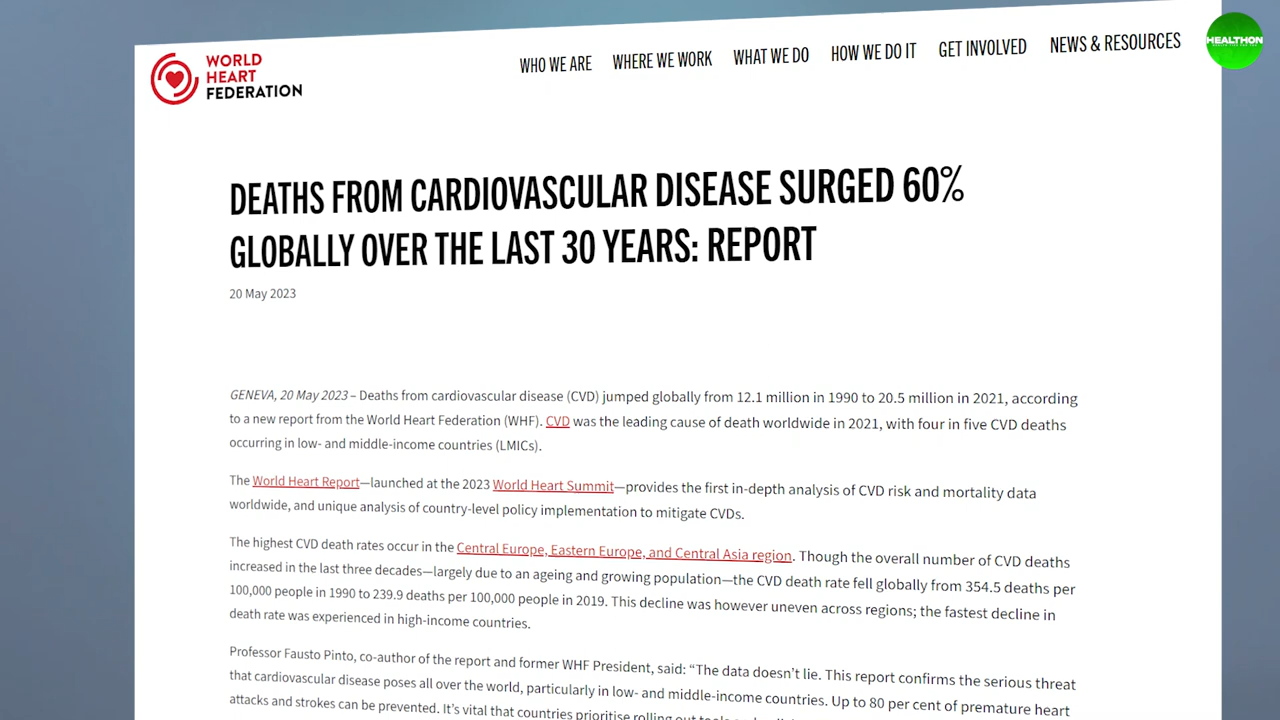 WORLD
HEART
FEDERATION
WHO WE ARE WHERE WE WORK WHAT WE DO HOW WE DO IT GET INVOLVED NEWS & RESOURCES
HEALTHON
DEATHS FROM CARDIOVASCULAR DISEASE SURGED 60%
GLOBALLY OVER THE LAST 30 YEARS: REPORT
20 May 2023
GENEVA, 20 May 2023 – Deaths from cardiovascular disease (CVD) jumped globally from 12.1 million in 1990 to 20.5 million in 2021, according
to a new report from the World Heart Federation (WHF). CVD was the leading cause of death worldwide in 2021, with four in five CVD deaths
occurring in low- and middle-income countries (LMICs).
The World Heart Report—launched at the 2023 World Heart Summit—provides the first in-depth analysis of CVD risk and mortality data
worldwide, and unique analysis of country-level policy implementation to mitigate CVDs.
The highest CVD death rates occur in the Central Europe, Eastern Europe, and Central Asia region. Though the overall number of CVD deaths
increased in the last three decades—largely due to an ageing and growing population—the CVD death rate fell globally from 354.5 deaths per
100,000 people in 1990 to 239.9 deaths per 100,000 people in 2019. This decline was however uneven across regions; the fastest decline in
death rate was experienced in high-income countries.
Professor Fausto Pinto, co-author of the report and former WHF President, said: “The data doesn’t lie. This report confirms the serious threat
that cardiovascular disease poses all over the world, particularly in low- and middle-income countries. Up to 80 per cent of premature heart
attacks and strokes can be prevented. It’s vital that countries prioritise rolling out